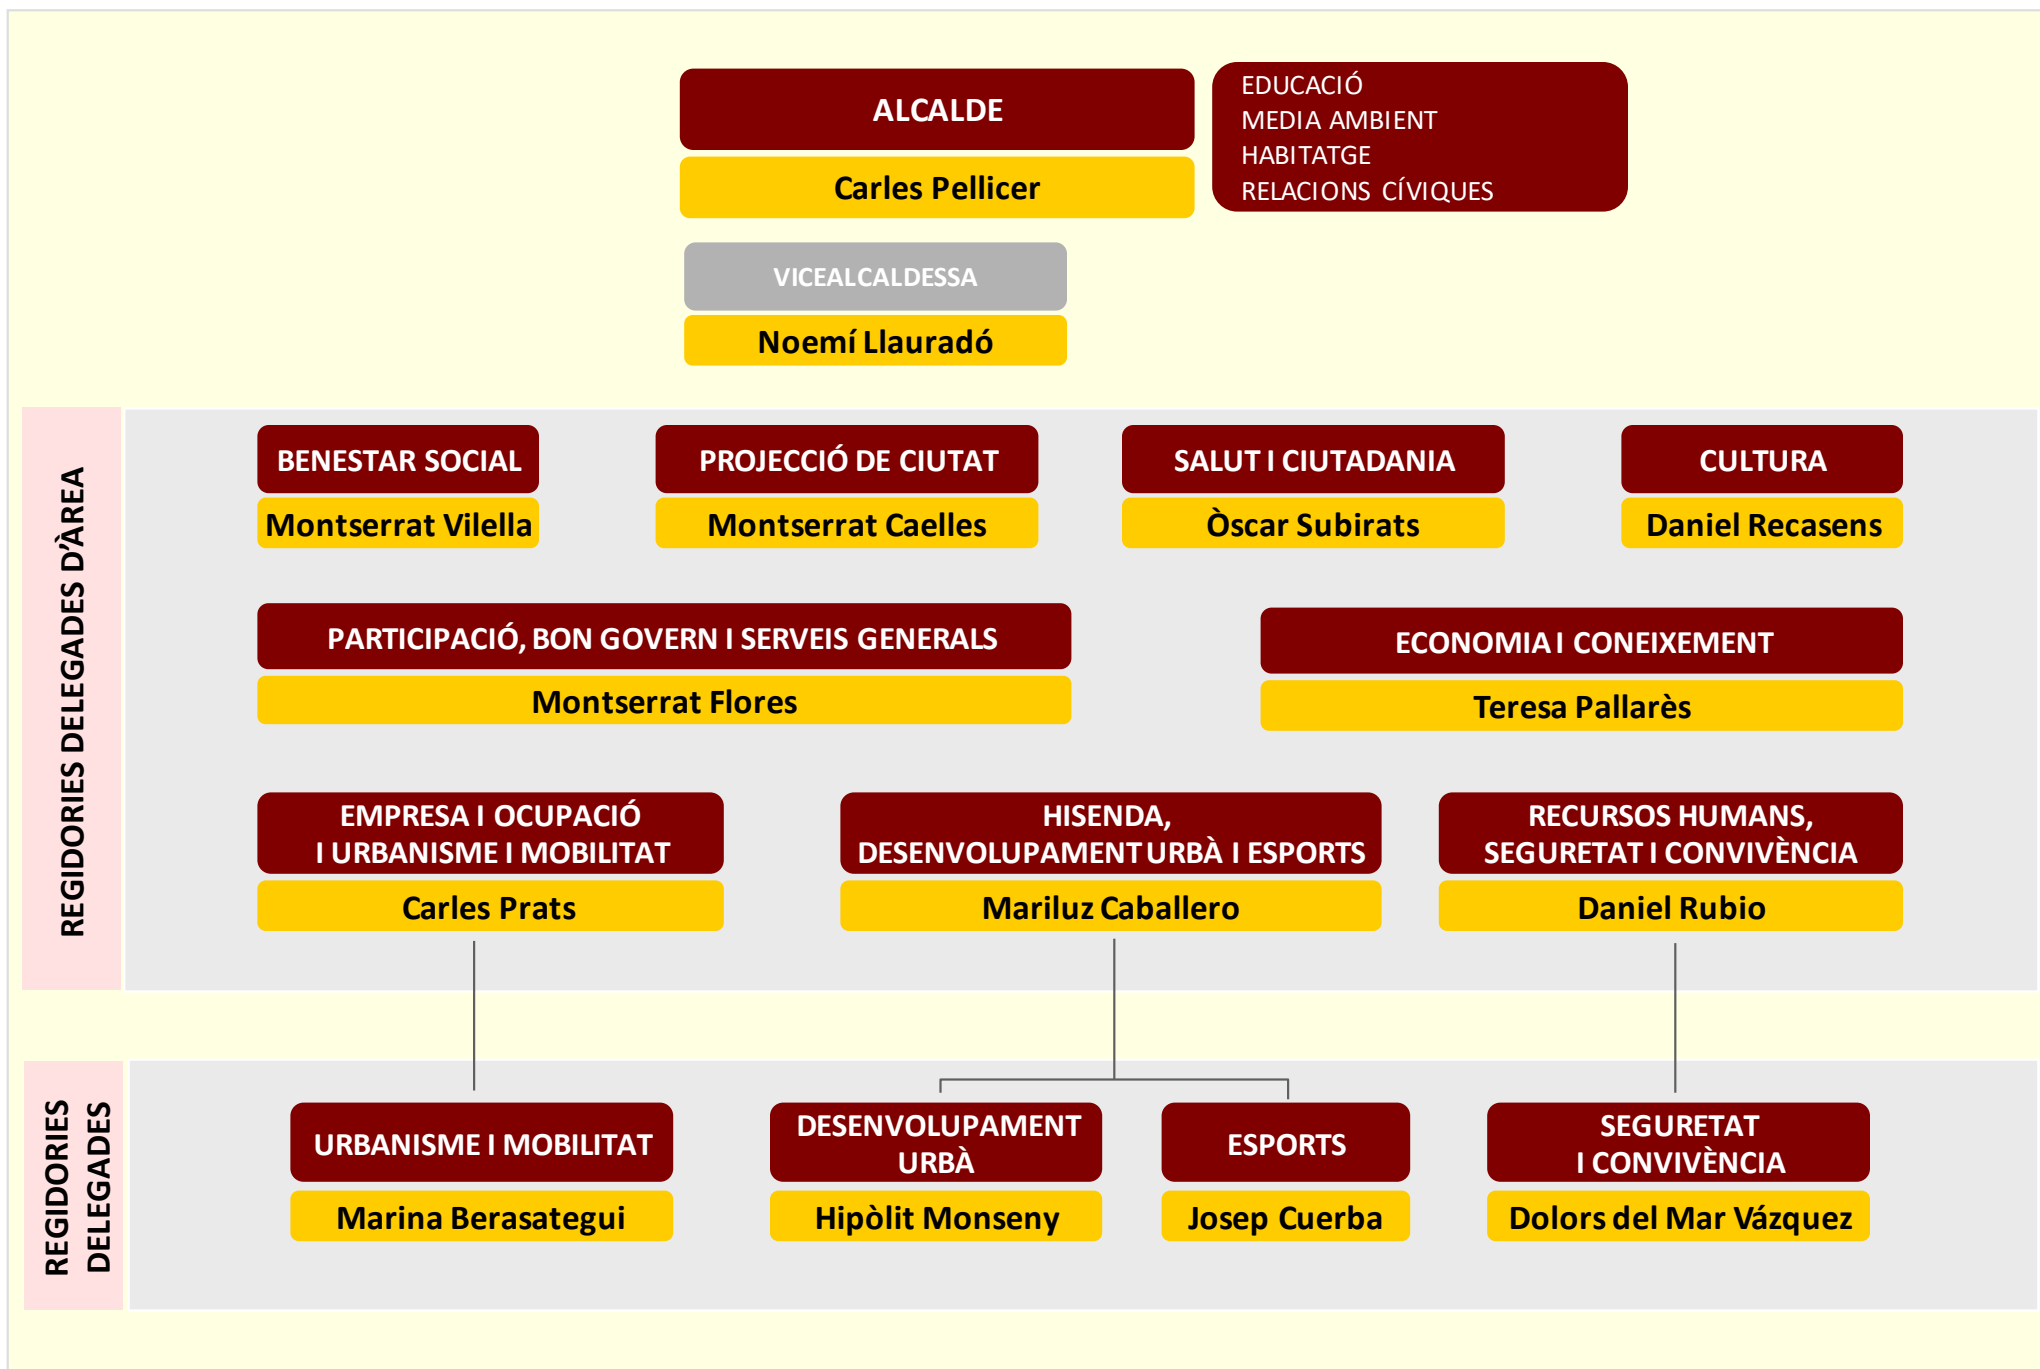 ALCALDE
Carles Pellicer
EDUCACIÓ
MEDIA AMBIENT
HABITATGE
RELACIONS CÍVIQUES
VICEALCALDESSA
Noemí Llauradó
REGIDORIES DELEGADES D'ÀREA
BENESTAR SOCIAL
Montserrat Vilella
PROJECCIÓ DE CIUTAT
Montserrat Caelles
SALUT I CIUTADANIA
Òscar Subirats
CULTURA
Daniel Recasens
PARTICIPACIÓ, BON GOVERN I SERVEIS GENERALS
Montserrat Flores
ECONOMIA I CONEIXEMENT
Teresa Pallarès
EMPRESA I OCUPACIÓ
I URBANISME I MOBILITAT
Carles Prats
HISENDA,
DESENVOLUPAMENT URBÀ I ESPORTS
Mariluz Caballero
RECURSOS HUMANS,
SEGURETAT I CONVIVÈNCIA
Daniel Rubio
REGIDORIES
DELEGADES
URBANISME I MOBILITAT
Marina Berasategui
DESENVOLUPAMENT
URBÀ
Hipòlit Monseny
ESPORTS
Josep Cuerba
SEGURETAT
I CONVIVÈNCIA
Dolors del Mar Vázquez